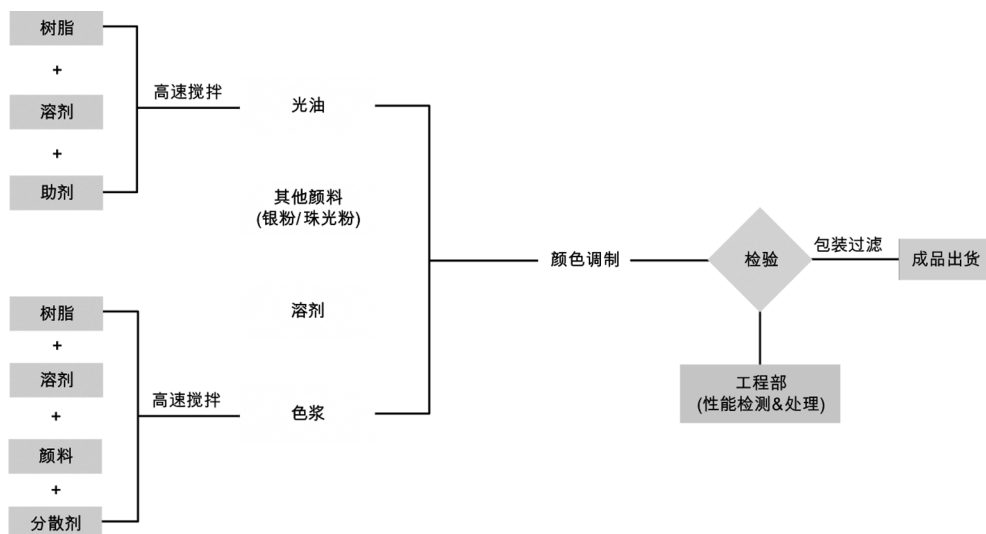 树脂
+
溶剂
+
助剂
高速搅拌
光油
其他颜料
(银粉/珠光粉)
溶剂
色浆
树脂
+
溶剂
+
颜料
+
分散剂
高速搅拌
颜色调制
检验
包装过滤
成品出货
工程部
(性能检测&处理)